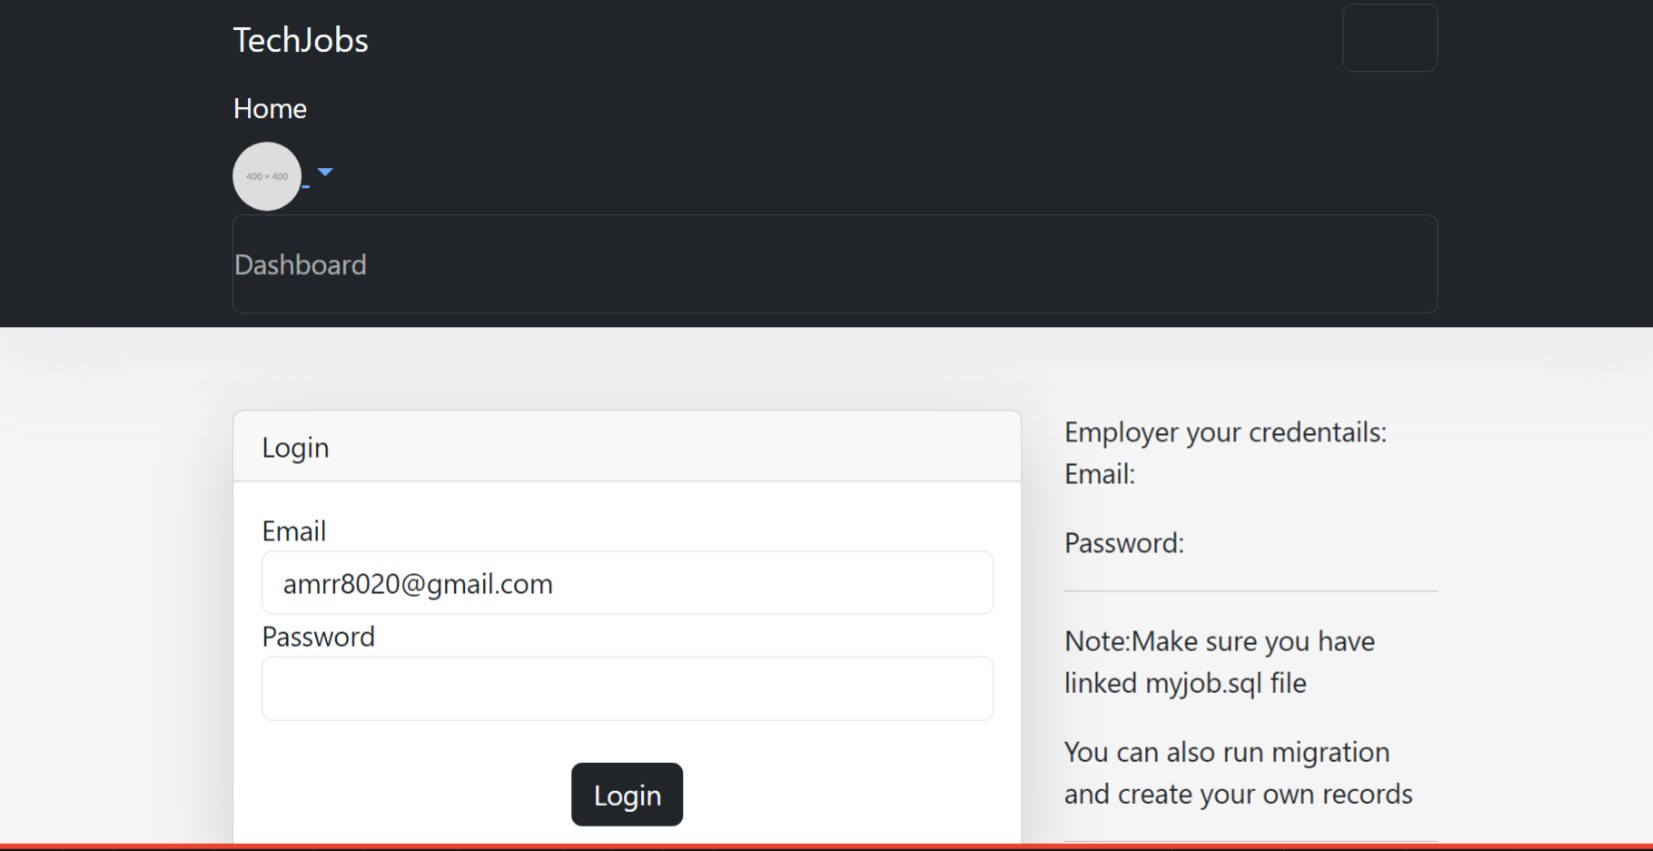 TechJobs
Home
400 × 400
Dashboard
Login
Email
amrr8020@gmail.com
Password
Login
Employer your credentails:
Email:
Password:
Note:Make sure you have
linked myjob.sql file
You can also run migration
and create your own records